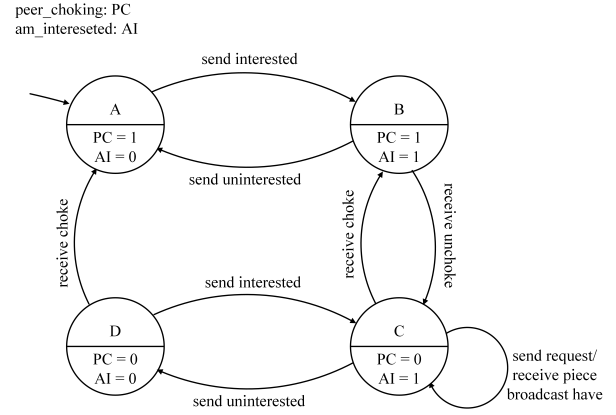 peer_choking: PC
am_intereseted: AI
send interested
A
PC = 1
AI = 0
B
PC = 1
AI = 1
send uninterested
receive choke
receive choke
receive unchoke
send interested
D
PC = 0
AI = 0
C
PC = 0
AI = 1
send uninterested
send request/
receive piece
broadcast have